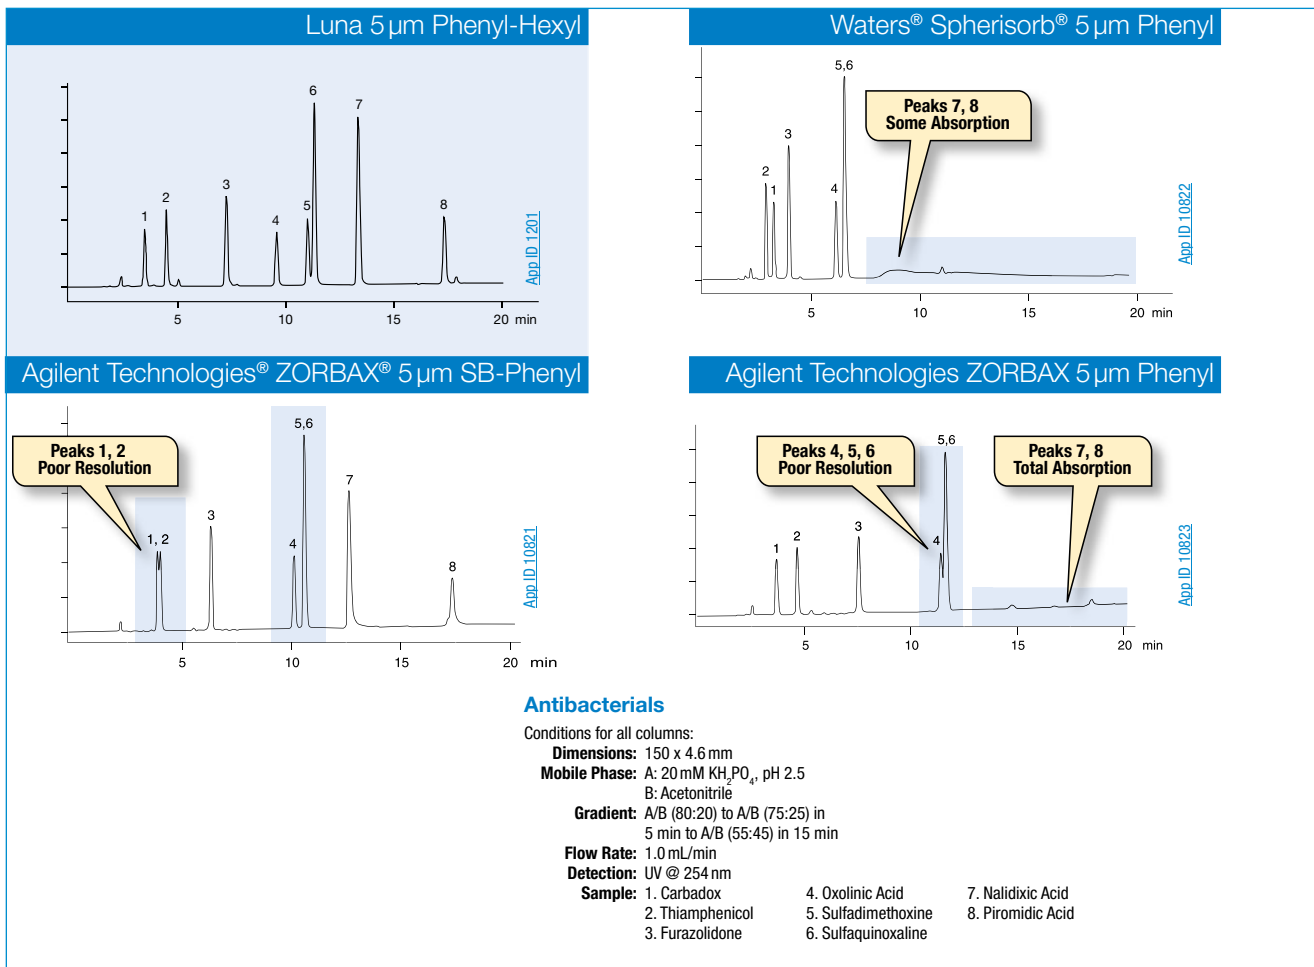 Luna 5 µm Phenyl-Hexyl
1
2
3
4
5
6
7
8
5
10
15
20 min
App ID 1201
Waters® Spherisorb® 5 µm Phenyl
5,6
Peaks 7, 8
Some Absorption
3
2
1
4
5
10
15
20 min
App ID 10822
Agilent Technologies® ZORBAX® 5 µm SB-Phenyl
Peaks 1, 2
Poor Resolution
1, 2
3
4
5,6
7
8
5
10
15
20 min
App ID 10821
Agilent Technologies ZORBAX 5 µm Phenyl
Peaks 4, 5, 6
Poor Resolution
5,6
Peaks 7, 8
Total Absorption
1
2
3
4
5
10
15
20 min
App ID 10823
Antibacterials
Conditions for all columns:
Dimensions: 150 x 4.6 mm
Mobile Phase: A: 20 mM KH2PO4, pH 2.5
B: Acetonitrile
Gradient: A/B (80:20) to A/B (75:25) in
5 min to A/B (55:45) in 15 min
Flow Rate: 1.0 mL/min
Detection: UV @ 254 nm
Sample: 1. Carbadox 4. Oxolinic Acid 7. Nalidixic Acid
2. Thiamphenicol 5. Sulfadimethoxine 8. Piromidic Acid
3. Furazolidone 6. Sulfaquinoxaline